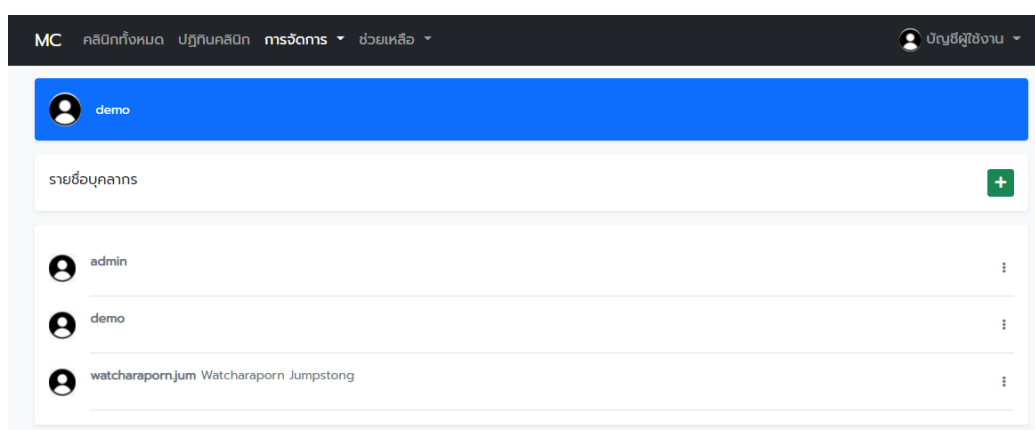 MC คลินิกทั้งหมด ปฏิทินคลินิก การจัดการ ช่วยเหลือ บัญชีผู้ใช้งาน
demo
รายชื่อบุคลากร
+
admin
demo
watcharaporn.jum Watcharaporn Jumpstong